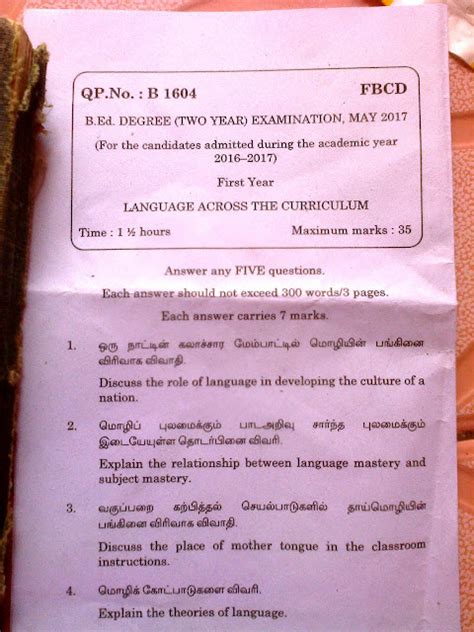 QP.No. : B 1604 FBCD
B.Ed. DEGREE (TWO YEAR) EXAMINATION, MAY 2017
(For the candidates admitted during the academic year
2016–2017)
First Year
LANGUAGE ACROSS THE CURRICULUM
Time : 1 ½ hours Maximum marks : 35
Answer any FIVE questions.
Each answer should not exceed 300 words/3 pages.
Each answer carries 7 marks.
1. ஒரு நாட்டின் கலாச்சார மேம்பாட்டில் மொழியின் பங்கினை
விரிவாக விவாதி.
Discuss the role of language in developing the culture of a
nation.
2. மொழிப் புலமைக்கும் பாடஅறிவு சார்ந்த புலமைக்கும்
இடையேயுள்ள தொடர்பினை விவரி.
Explain the relationship between language mastery and
subject mastery.
3. வகுப்பறை கற்பித்தல் செயல்பாடுகளில் தாய்மொழியின்
பங்கினை விரிவாக விவாதி.
Discuss the place of mother tongue in the classroom
instructions.
4. மொழிக் கோட்பாடுகளை விவரி.
Explain the theories of language.